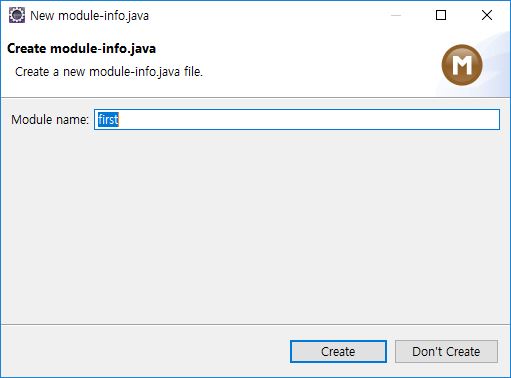 New module-info.java
Create module-info.java
Create a new module-info.java file.
M
Module name: first
Create Don't Create